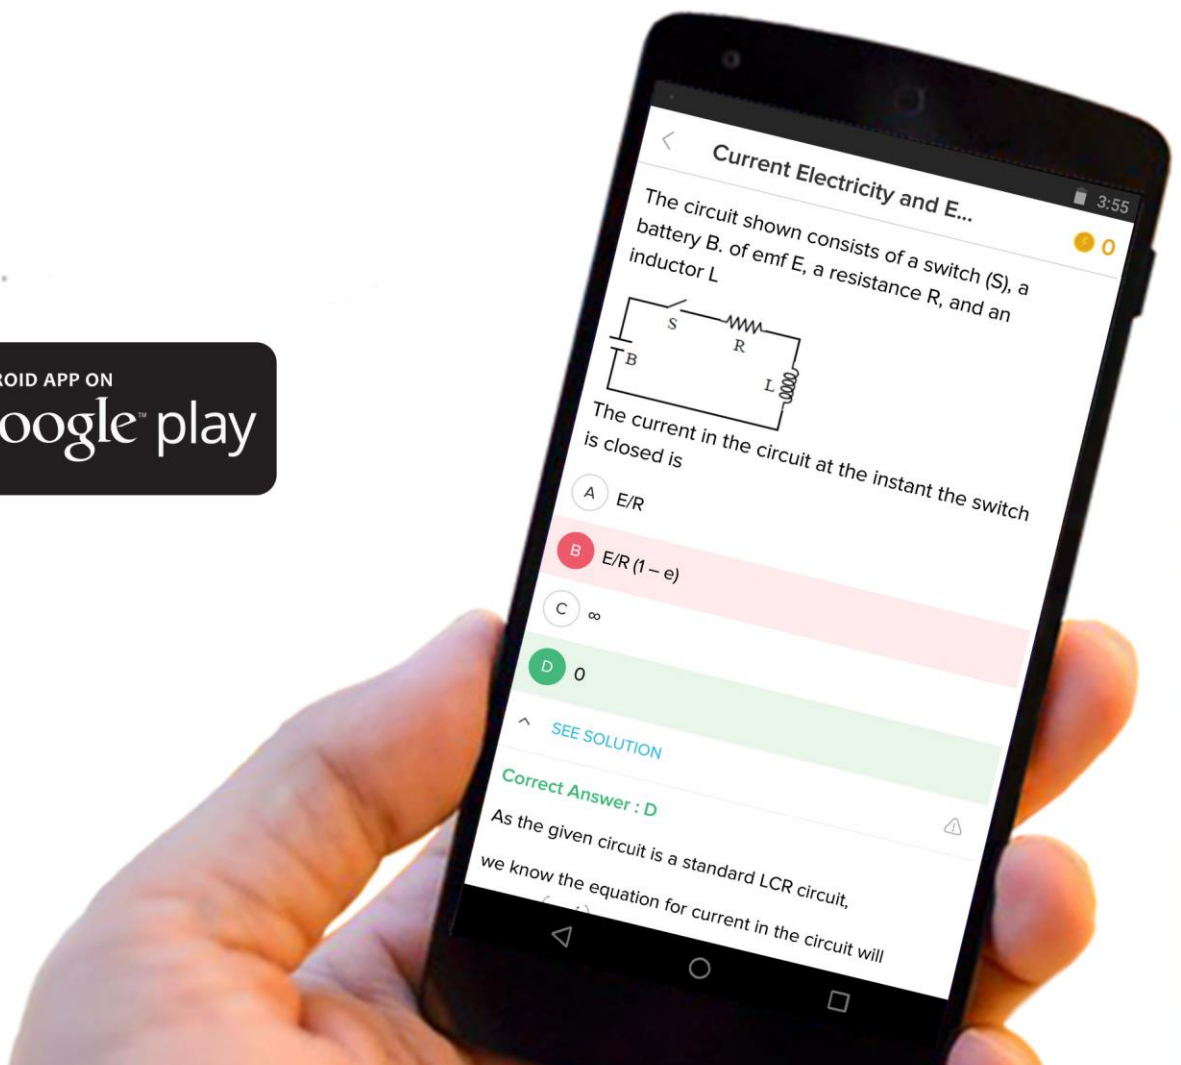 3:55
Current Electricity and E...
0
The circuit shown consists of a switch (S), a
battery B. of emf E, a resistance R, and an
inductor L
S
R
B
L
The current in the circuit at the instant the switch
is closed is
A E/R
B E/R (1 – e)
C ∞
D 0
SEE SOLUTION
Correct Answer : D
As the given circuit is a standard LCR circuit,
we know the equation for current in the circuit will
ROID APP ON
oogle™ play